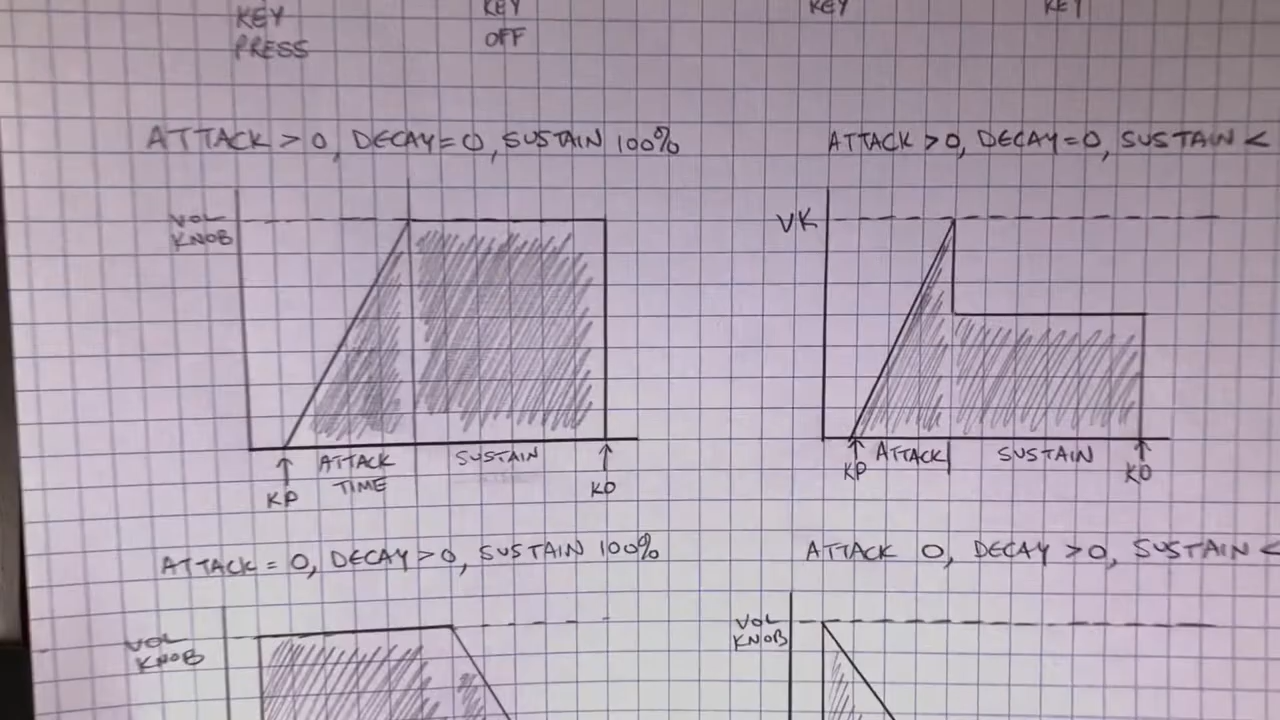 KEY
PRESS
KEY
OFF
KEY
KEY
ATTACK > 0, DECAY=0, SUSTAIN 100%
VOL
KNOB
ATTACK
TIME
SUSTAIN
KP
KO
ATTACK > 0, DECAY=0, SUSTAIN <
VK
ATTACK
SUSTAIN
KP
KO
ATTACK = 0, DECAY > 0, SUSTAIN 100%
VOL
KNOB
ATTACK 0, DECAY > 0, SUSTAIN <
VOL
KNOB